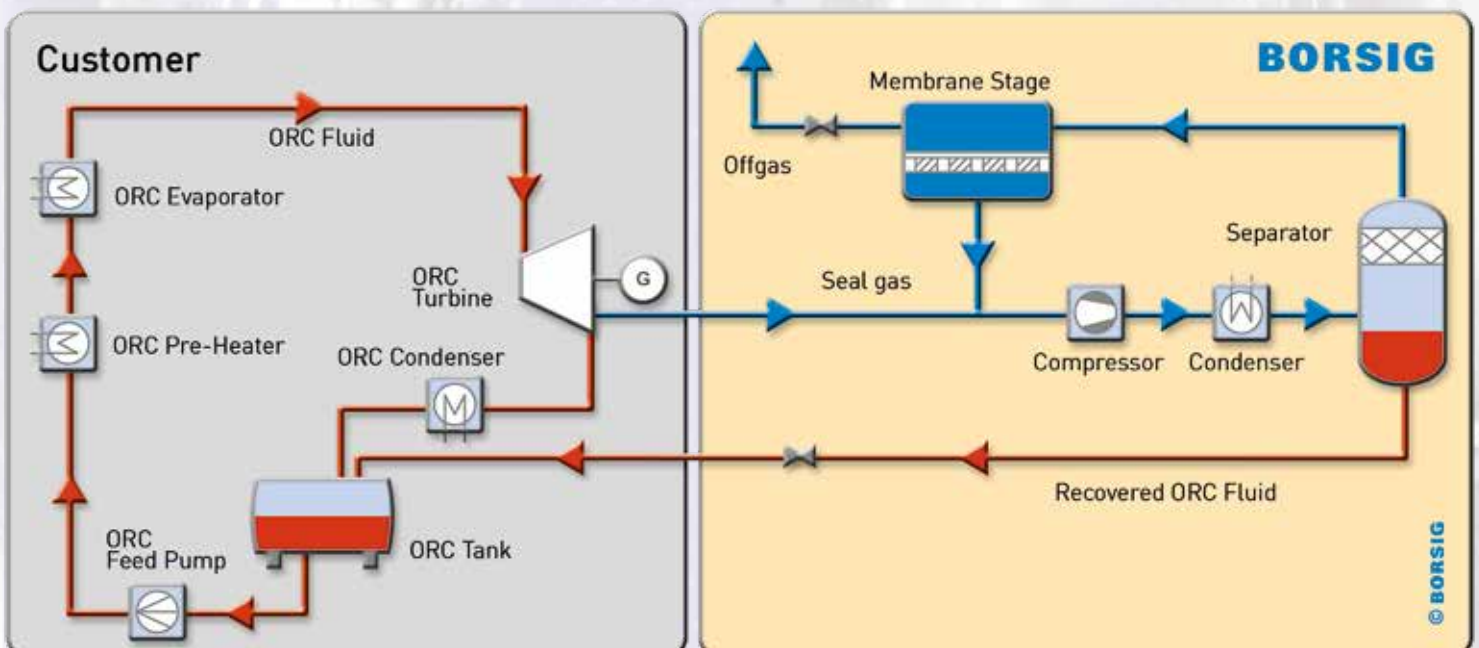 Customer
ORC Fluid
ORC Evaporator
ORC
Turbine
G
ORC Pre-Heater
ORC Condenser
ORC
Feed Pump
ORC Tank
BORSIG
Membrane Stage
Offgas
Separator
Seal gas
Compressor
Condenser
Recovered ORC Fluid
© BORSIG